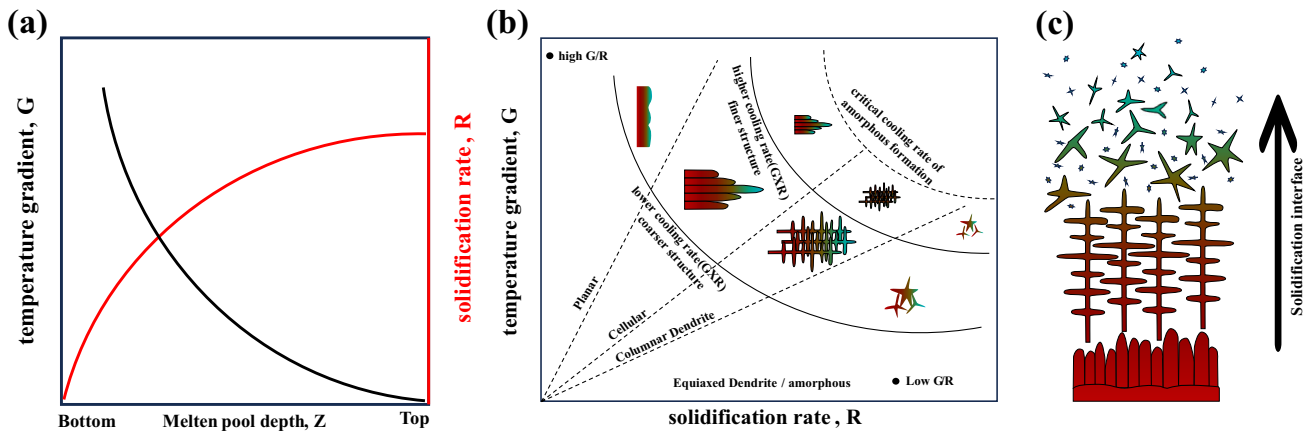 (a)
temperature gradient, G
solidification rate , R
Bottom
Melten pool depth, Z
Top
(b)
temperature gradient, G
high G/R
higher cooling rate(GXR)
finer structure
critical cooling rate of
amorphous formation
lower cooling rate(GXR)
coarser structure
Planar
Cellular
Columnar Dendrite
Equiaxed Dendrite / amorphous
Low G/R
solidification rate , R
(c)
Solidification interface